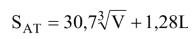 S_AT = 30,7∛V + 1,28L